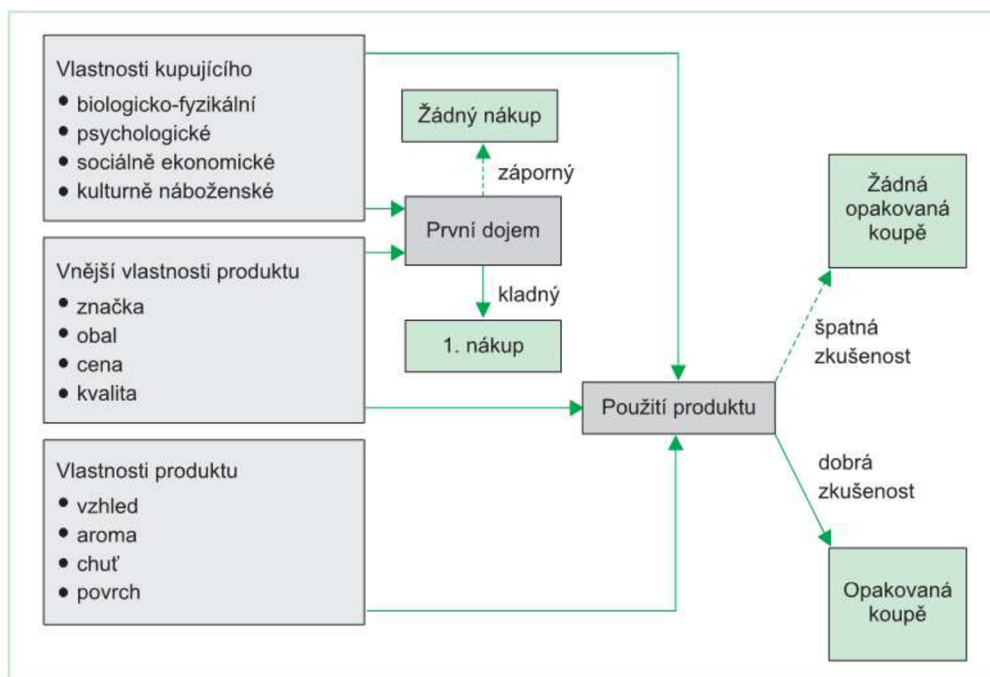 Vlastnosti kupujícího
• biologicko-fyzikální
• psychologické
• sociálně ekonomické
• kulturně náboženské
Vnější vlastnosti produktu
• značka
• obal
• cena
• kvalita
Vlastnosti produktu
• vzhled
• aroma
• chuť
• povrch
Žádný nákup
záporný
První dojem
kladný
1. nákup
Použití produktu
Žádná
opakovaná
koupě
špatná
zkušenost
dobrá
zkušenost
Opakovaná
koupě